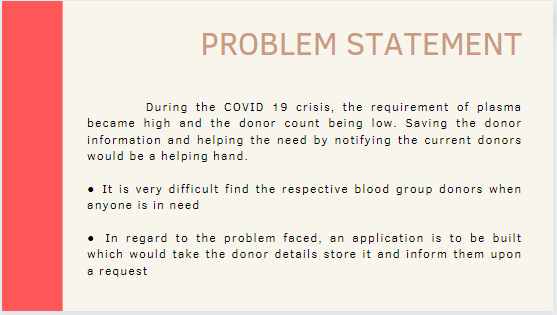 PROBLEM STATEMENT
During the COVID 19 crisis, the requirement of plasma
became high and the donor count being low. Saving the donor
information and helping the need by notifying the current donors
would be a helping hand.
● It is very difficult find the respective blood group donors when
anyone is in need
● In regard to the problem faced, an application is to be built
which would take the donor details store it and inform them upon
a request